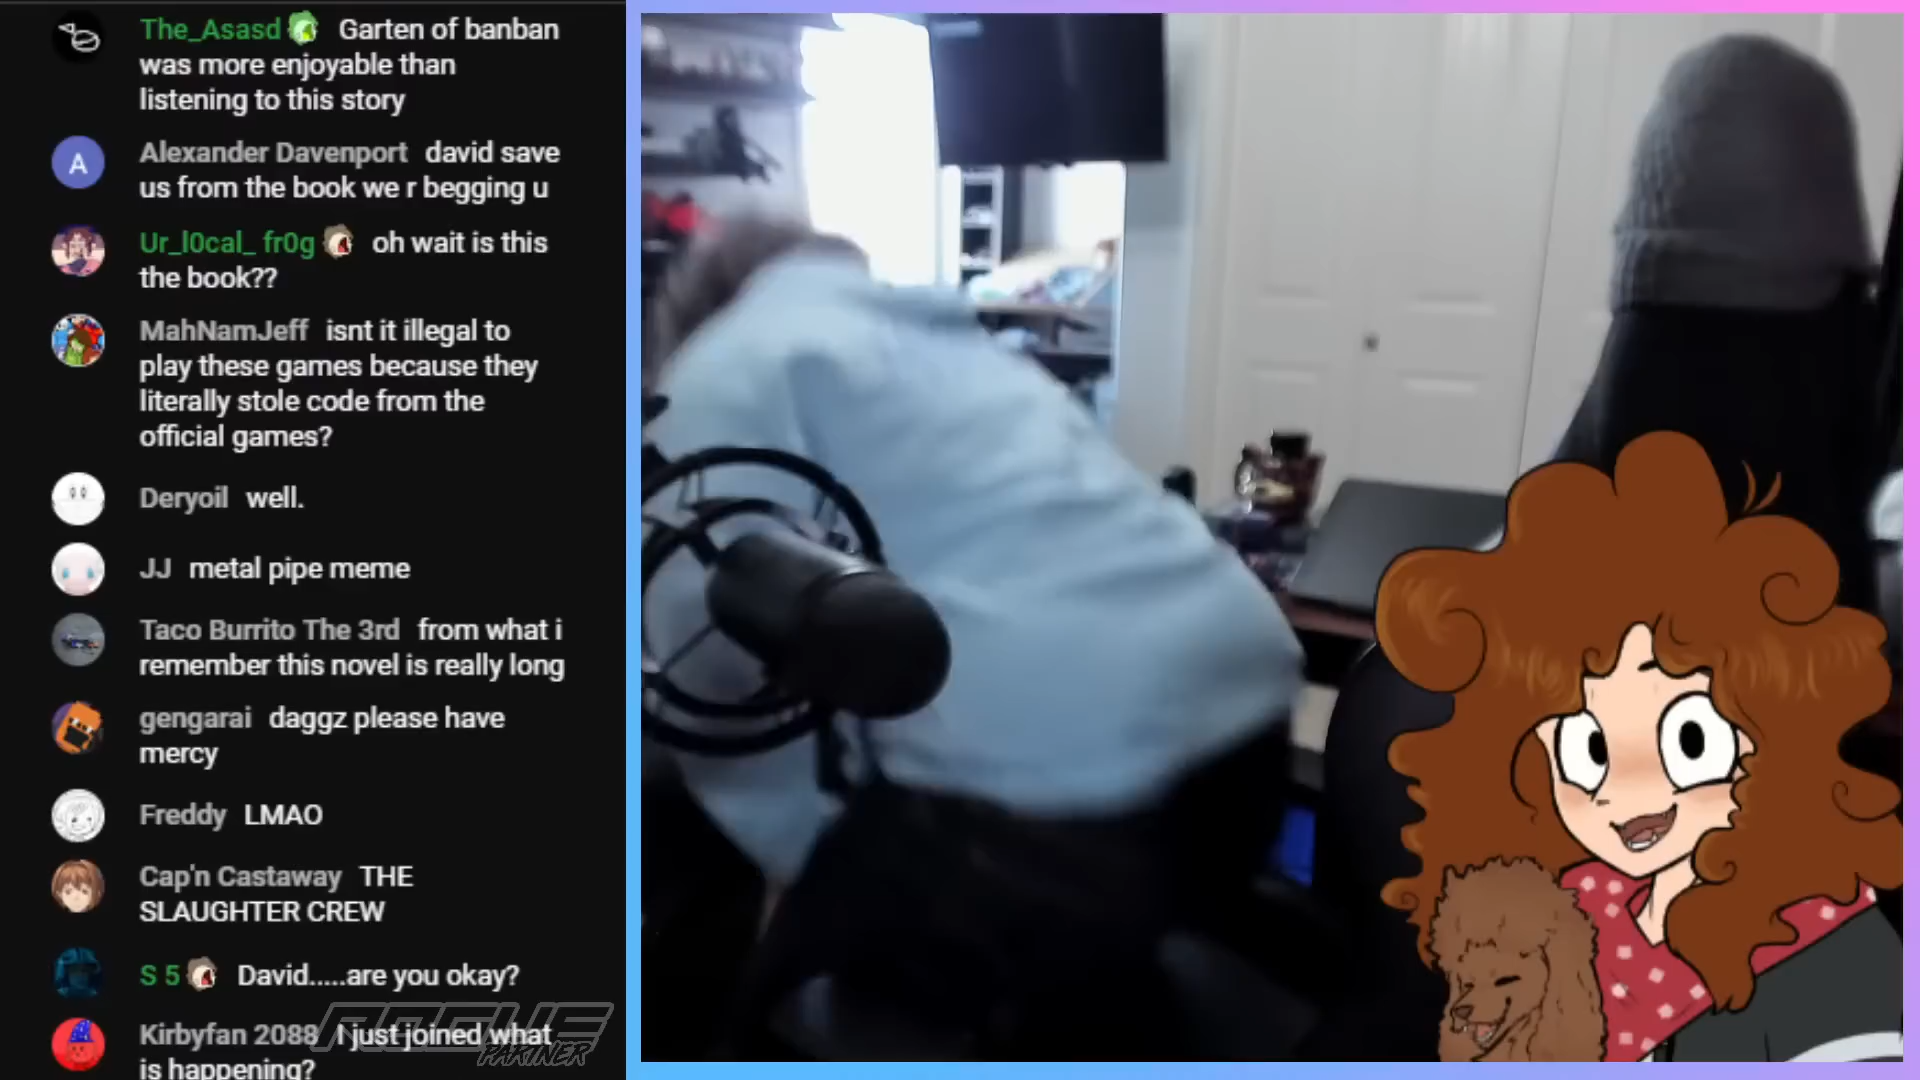 The_Asasd Garten of banban
was more enjoyable than
listening to this story
A
Alexander Davenport david save
us from the book we r begging u
Ur_l0cal_ fr0g oh wait is this
the book??
MahNamJeff isnt it illegal to
play these games because they
literally stole code from the
official games?
Deryoil well.
JJ metal pipe meme
Taco Burrito The 3rd from what i
remember this novel is really long
gengarai daggz please have
mercy
Freddy LMAO
Cap'n Castaway THE
SLAUGHTER CREW
S 5 David.....are you okay?
Kirbyfan 2088 I just joined what
is happening?
ROGUE
PARTNER